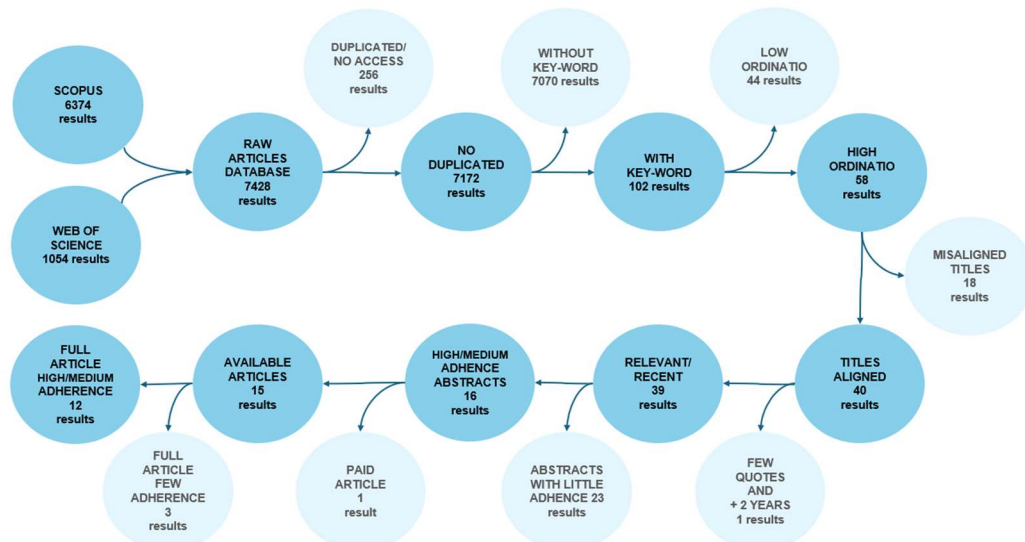 SCOPUS
6374
results
WEB OF
SCIENCE
1054 results
RAW
ARTICLES
DATABASE
7428
results
DUPLICATED/
NO ACCESS
256
results
NO
DUPLICATED
7172
results
WITHOUT
KEY-WORD
7070 results
WITH
KEY-WORD
102 results
LOW
ORDINATIO
44 results
HIGH
ORDINATIO
58
results
MISALIGNED
TITLES
18
results
TITLES
ALIGNED
40
results
FEW
QUOTES
AND
+ 2 YEARS
1 results
RELEVANT/
RECENT
39
results
ABSTRACTS
WITH LITTLE
ADHENCE 23
results
HIGH/MEDIUM
ADHENCE
ABSTRACTS
16
results
PAID
ARTICLE
1
result
AVAILABLE
ARTICLES
15
results
FULL
ARTICLE
FEW
ADHERENCE
3
results
FULL
ARTICLE
HIGH/MEDIUM
ADHERENCE
12
results